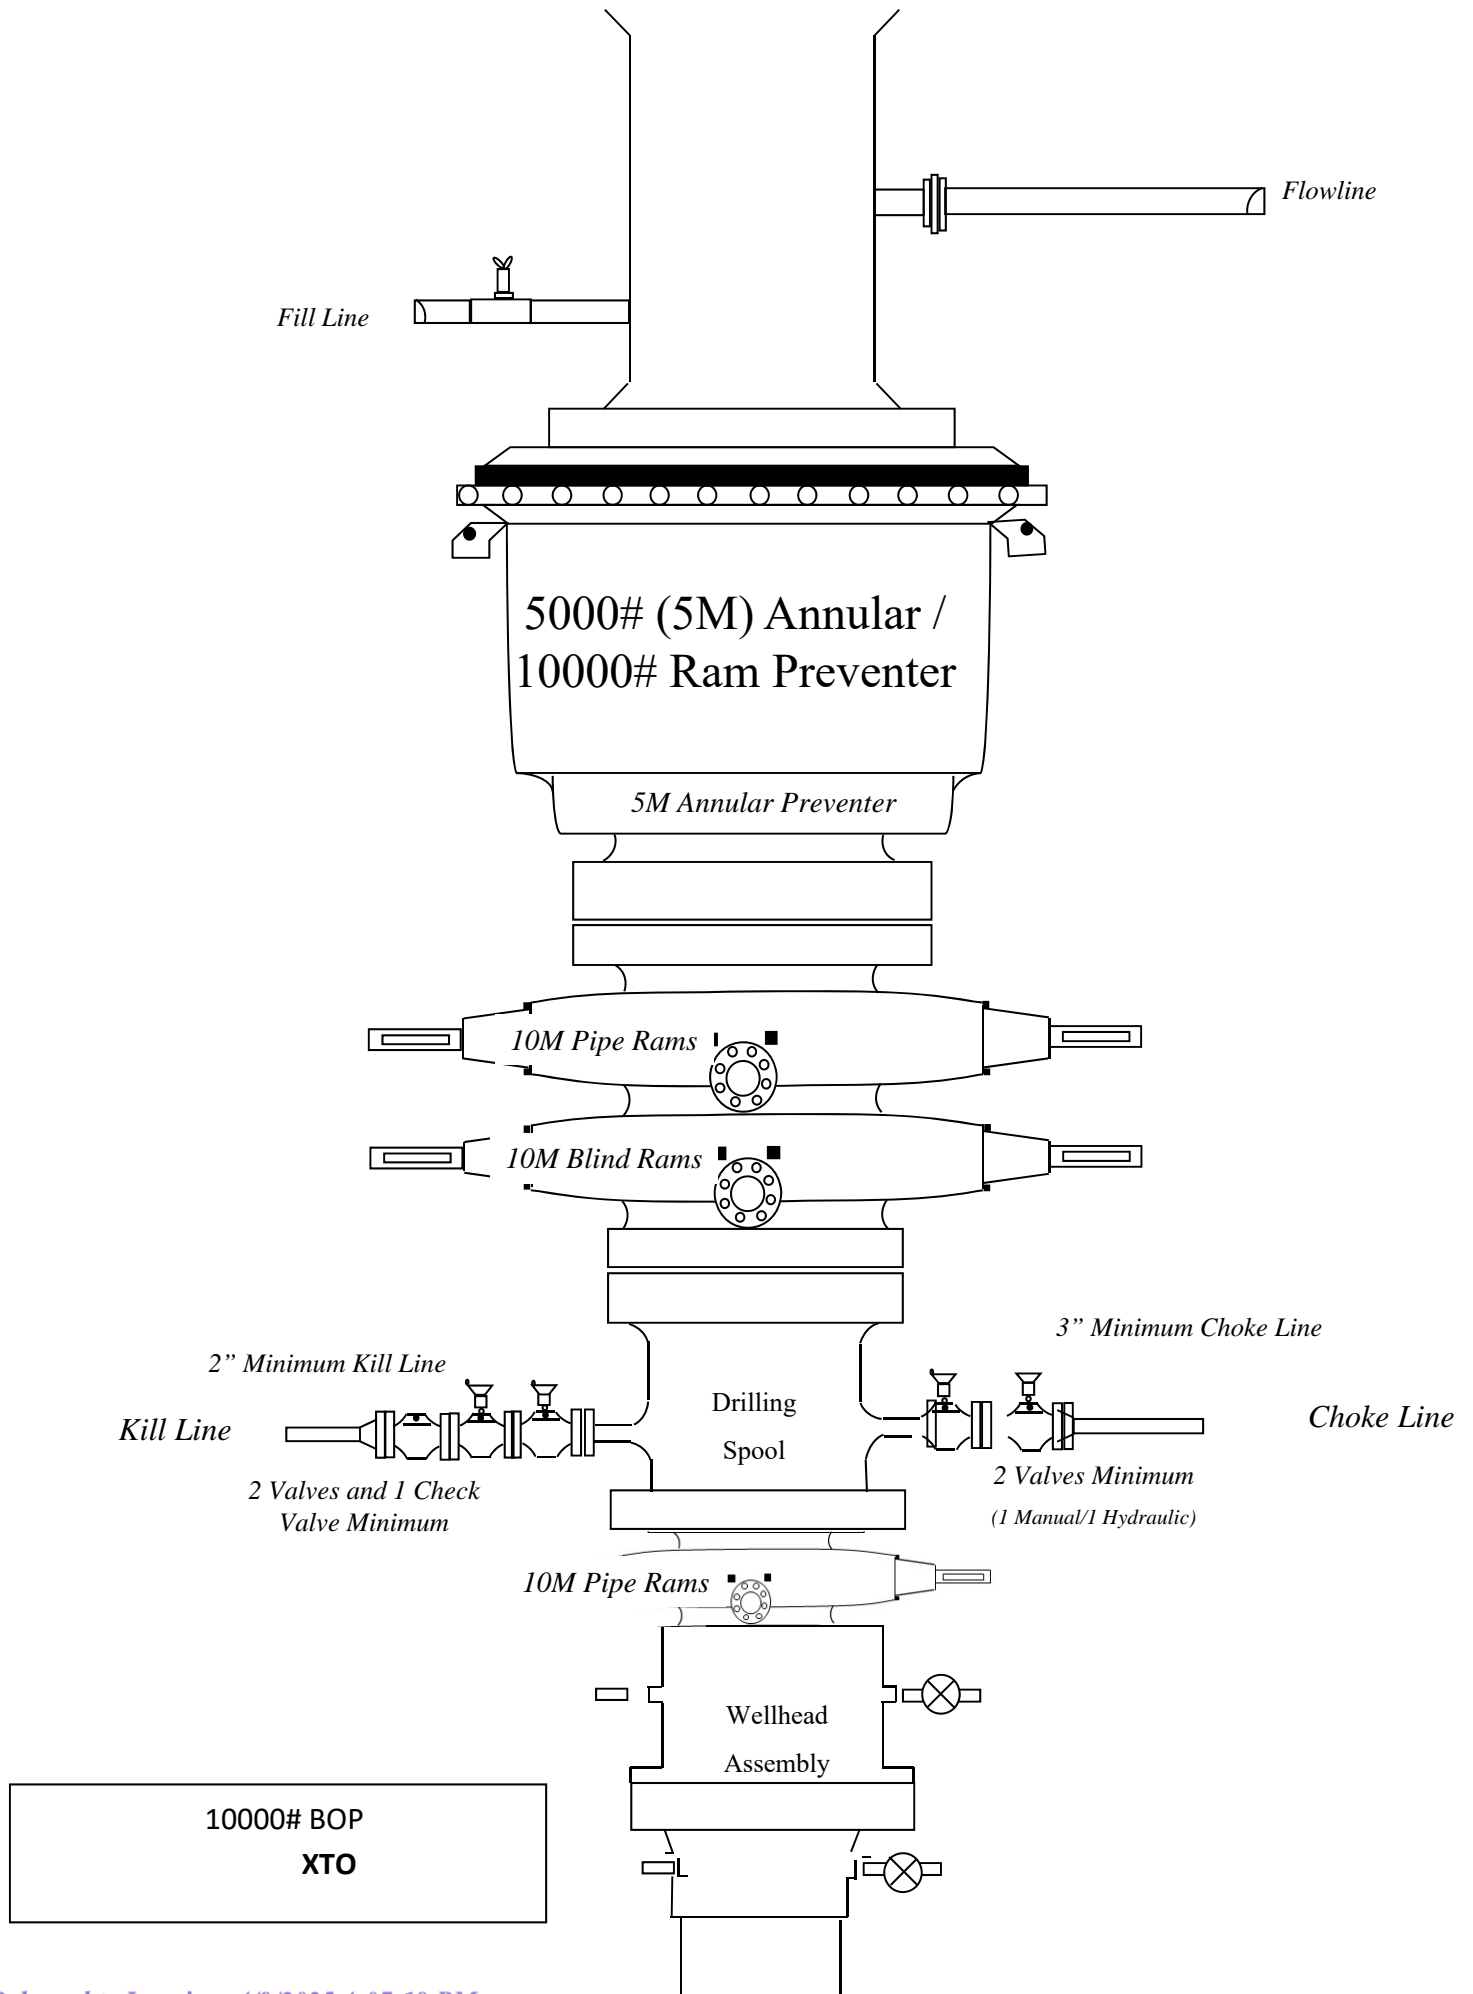 Flowline
Fill Line
5000# (5M) Annular /
10000# Ram Preventer
5M Annular Preventer
10M Pipe Rams
10M Blind Rams
3” Minimum Choke Line
2” Minimum Kill Line
Drilling
Spool
Kill Line
Choke Line
2 Valves and 1 Check
Valve Minimum
2 Valves Minimum
(1 Manual/1 Hydraulic)
10M Pipe Rams
Wellhead
Assembly
10000# BOP
XTO